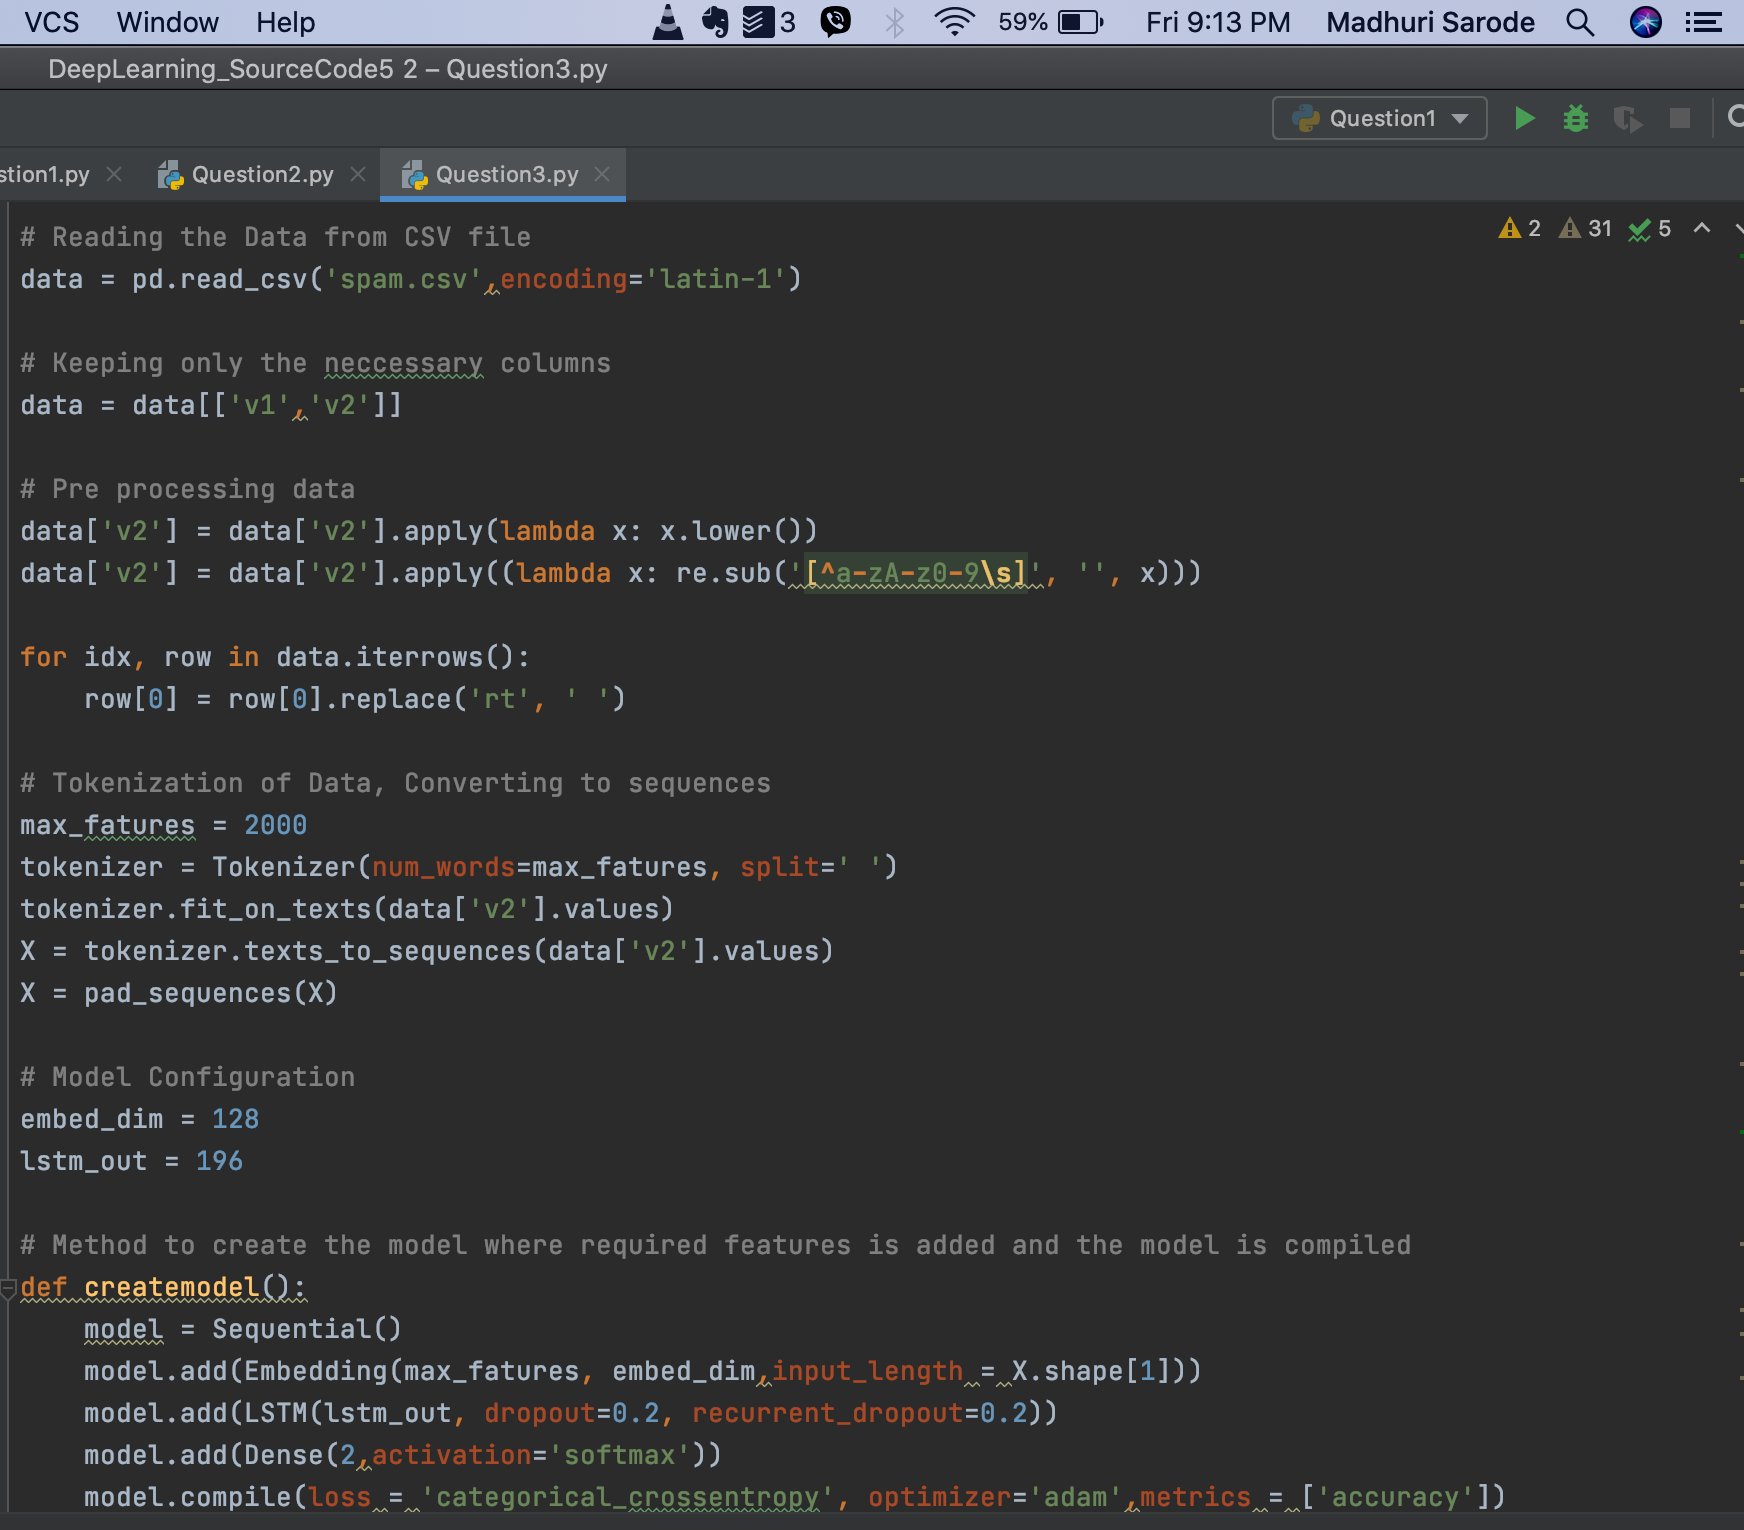 VCS Window Help 3 59% Fri 9:13 PM Madhuri Sarode
DeepLearning_SourceCode5 2 – Question3.py
Question1
stion1.py Question2.py Question3.py
2 31 5
# Reading the Data from CSV file
data = pd.read_csv('spam.csv',encoding='latin-1')
# Keeping only the neccessary columns
data = data[['v1','v2']]
# Pre processing data
data['v2'] = data['v2'].apply(lambda x: x.lower())
data['v2'] = data['v2'].apply((lambda x: re.sub('[^a-zA-z0-9\s]', '', x)))
for idx, row in data.iterrows():
    row[0] = row[0].replace('rt', ' ')
# Tokenization of Data, Converting to sequences
max_fatures = 2000
tokenizer = Tokenizer(num_words=max_fatures, split=' ')
tokenizer.fit_on_texts(data['v2'].values)
X = tokenizer.texts_to_sequences(data['v2'].values)
X = pad_sequences(X)
# Model Configuration
embed_dim = 128
lstm_out = 196
# Method to create the model where required features is added and the model is compiled
def createmodel():
    model = Sequential()
    model.add(Embedding(max_fatures, embed_dim,input_length = X.shape[1]))
    model.add(LSTM(lstm_out, dropout=0.2, recurrent_dropout=0.2))
    model.add(Dense(2,activation='softmax'))
    model.compile(loss = 'categorical_crossentropy', optimizer='adam',metrics = ['accuracy'])